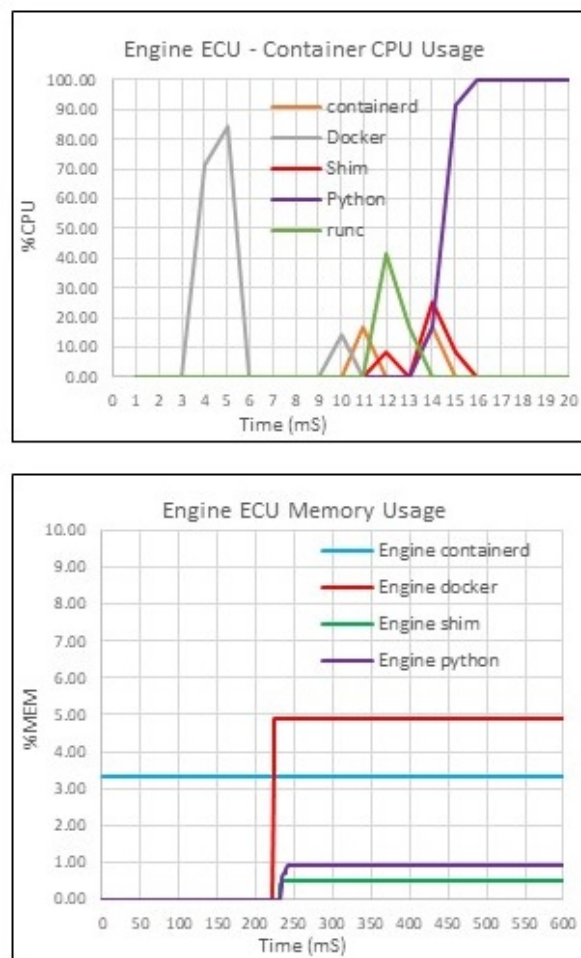 Engine ECU - Container CPU Usage
100.00
90.00
80.00
70.00
60.00
50.00
40.00
30.00
20.00
10.00
0.00
%CPU
containerd
Docker
Shim
Python
runc
0 1 2 3 4 5 6 7 8 9 10 11 12 13 14 15 16 17 18 19 20
Time (mS)
Engine ECU Memory Usage
10.00
9.00
8.00
7.00
6.00
5.00
4.00
3.00
2.00
1.00
0.00
%MEM
Engine containerd
Engine docker
Engine shim
Engine python
0 50 100 150 200 250 300 350 400 450 500 550 600
Time (mS)